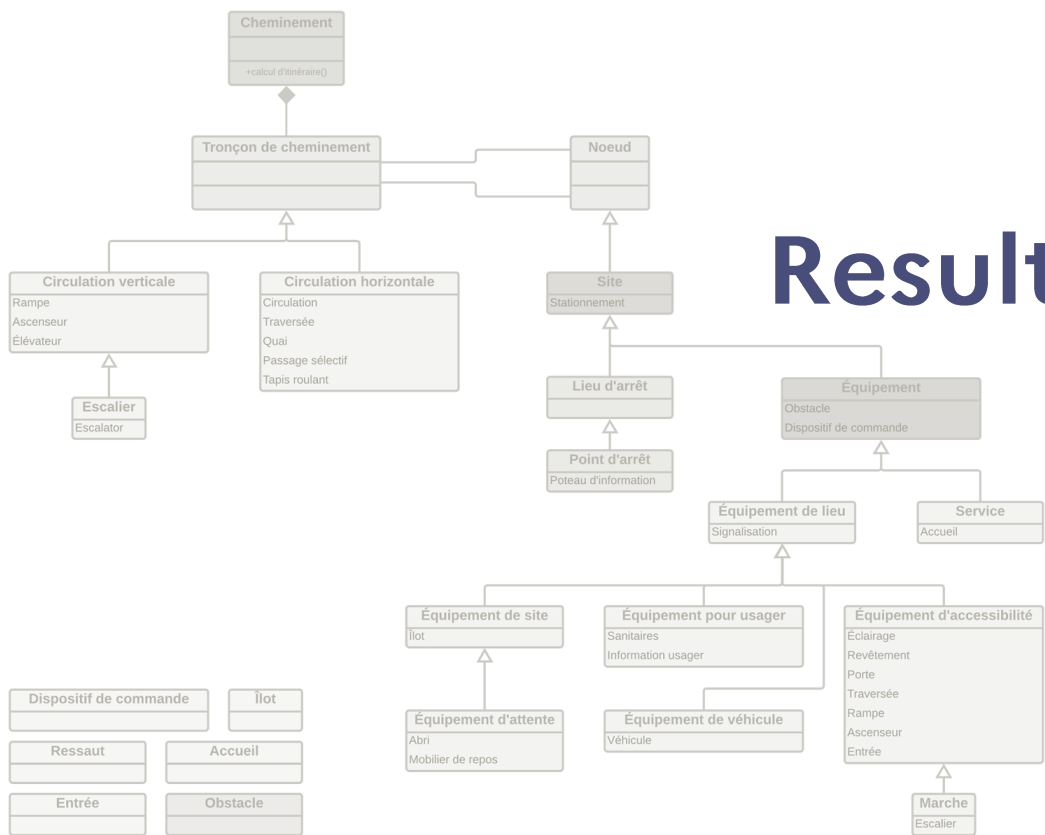 Cheminement
+calcul d'itinéraire()
Tronçon de cheminement
Noeud
Result
Circulation verticale
Rampe
Ascenseur
Élévateur
Circulation horizontale
Circulation
Traversée
Quai
Passage sélectif
Tapis roulant
Site
Stationnement
Escalier
Escalator
Lieu d'arrêt
Équipement
Obstacle
Dispositif de commande
Point d'arrêt
Poteau d'information
Équipement de lieu
Signalisation
Service
Accueil
Équipement de site
Îlot
Équipement pour usager
Sanitaires
Information usager
Équipement d'accessibilité
Éclairage
Revêtement
Porte
Traversée
Rampe
Ascenseur
Entrée
Équipement d'attente
Abri
Mobilier de repos
Équipement de véhicule
Véhicule
Dispositif de commande
Îlot
Ressaut
Accueil
Entrée
Obstacle
Marche
Escalier